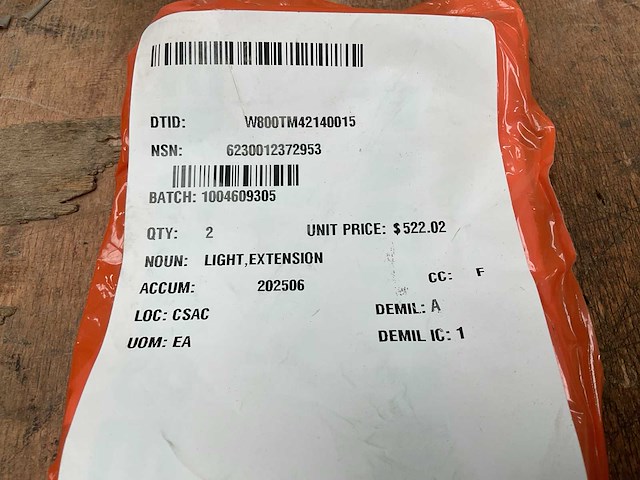 DTID: W800TM42140015
NSN: 6230012372953
BATCH: 1004609305
QTY: 2 UNIT PRICE: $522.02
NOUN: LIGHT,EXTENSION
ACCUM: 202506 CC: F
LOC: CSAC DEMIL: A
UOM: EA DEMIL IC: 1